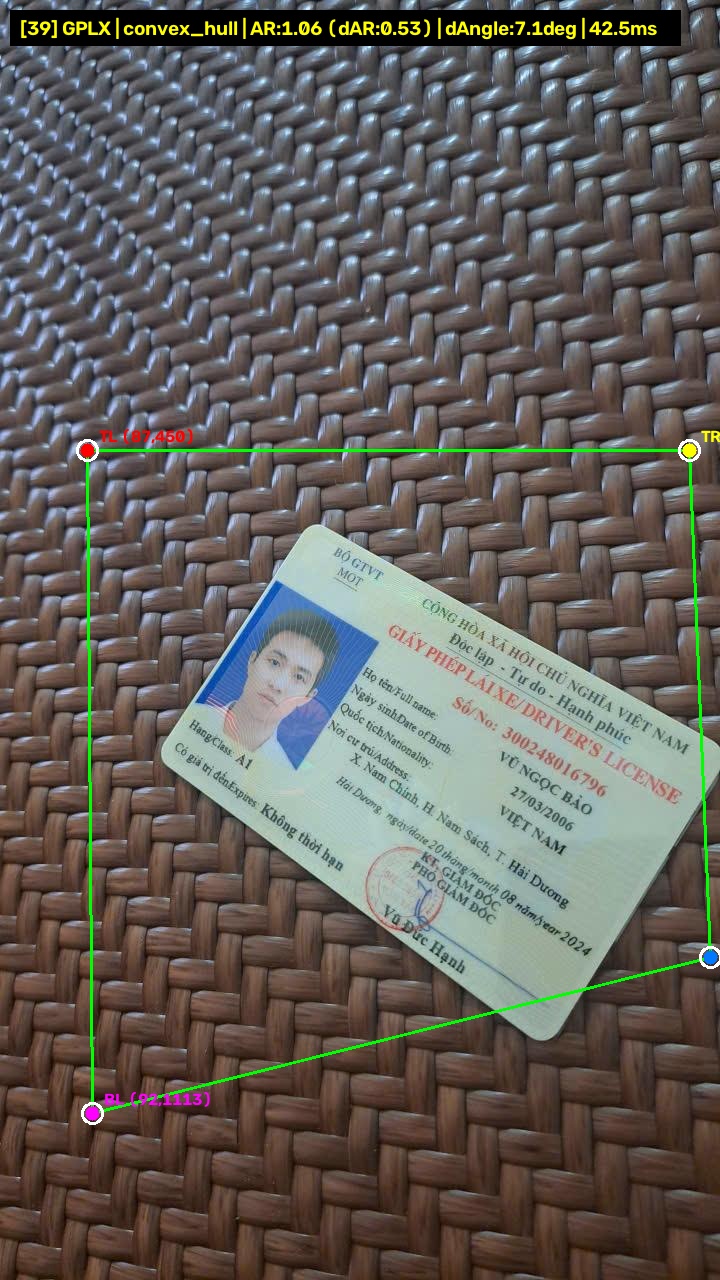 [39] GPLX | convex_hull | AR:1.06 (dAR:0.53) | dAngle:7.1deg | 42.5ms
TL (87,450)
TR
BỘ GTVT
MOT
CỘNG HÒA XÃ HỘI CHỦ NGHĨA VIỆT NAM
Độc lập - Tự do - Hạnh phúc
GIẤY PHÉP LÁI XE/DRIVER'S LICENSE
Số/No: 300248016796
Họ tên/Full name: VŨ NGỌC BẢO
Ngày sinh/Date of Birth: 27/03/2006
Quốc tịch/Nationality: VIỆT NAM
Nơi cư trú/Address:
X. Nam Chính, H. Nam Sách, T. Hải Dương
Hải Dương, ngày/date 20 tháng/month 08 năm/year 2024
KT. GIÁM ĐỐC
PHÓ GIÁM ĐỐC
Vũ Đức Hạnh
Hạng/Class: A1
Có giá trị đến/Expires: Không thời hạn
BL (92,1113)